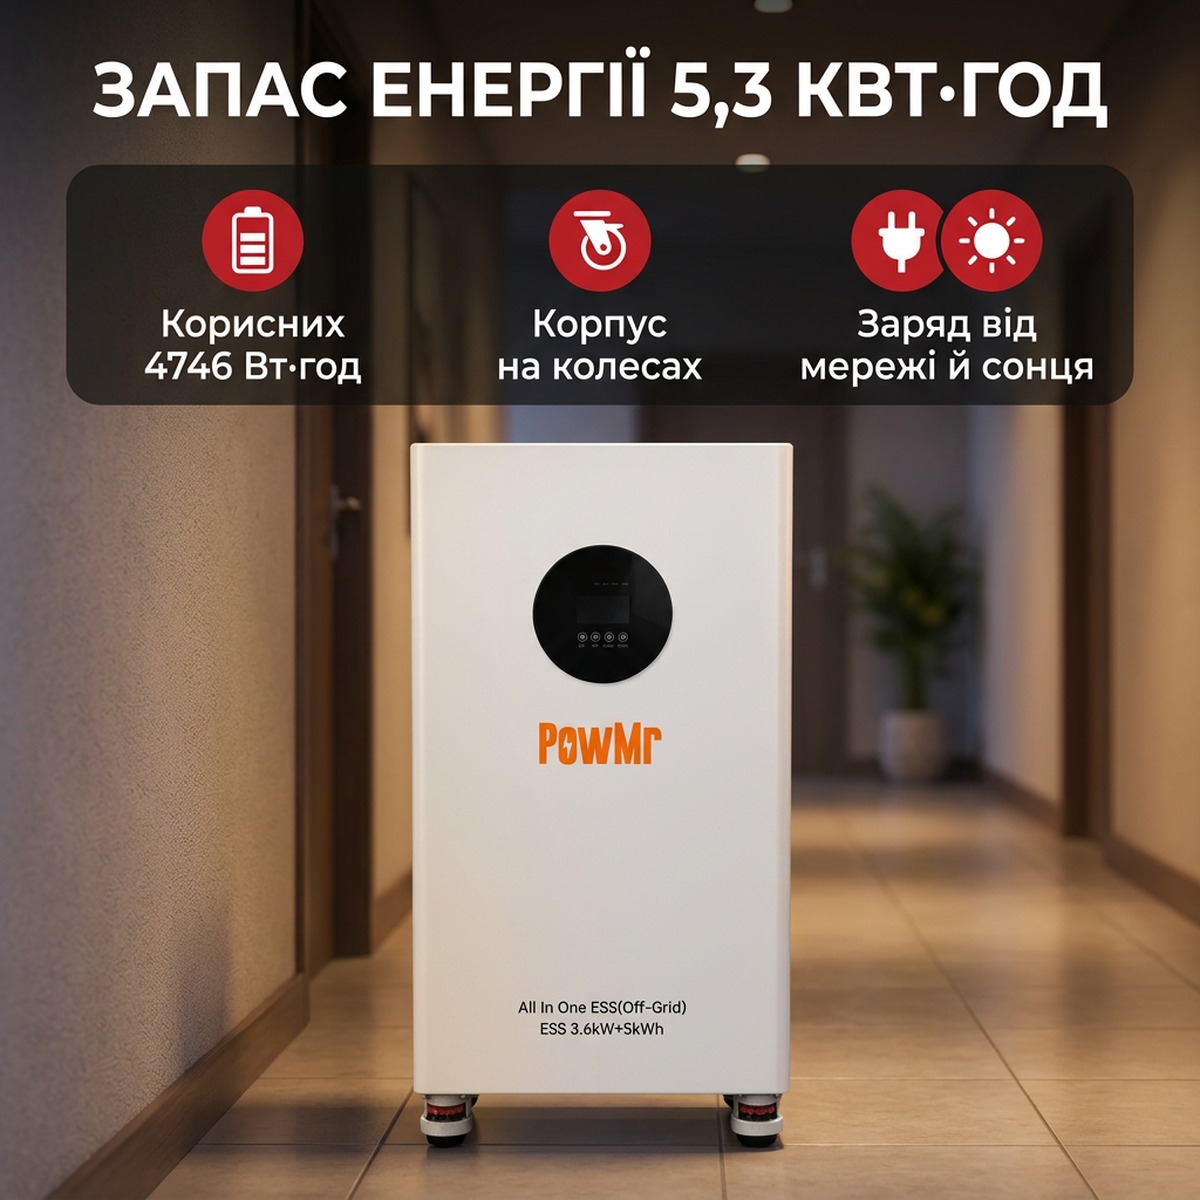 ЗАПАС ЕНЕРГІЇ 5,3 КВТ·ГОД
Корисних
4746 Вт·год
Корпус
на колесах
Заряд від
мережі й сонця
PowMr
All In One ESS(Off-Grid)
ESS 3.6kW+5kWh